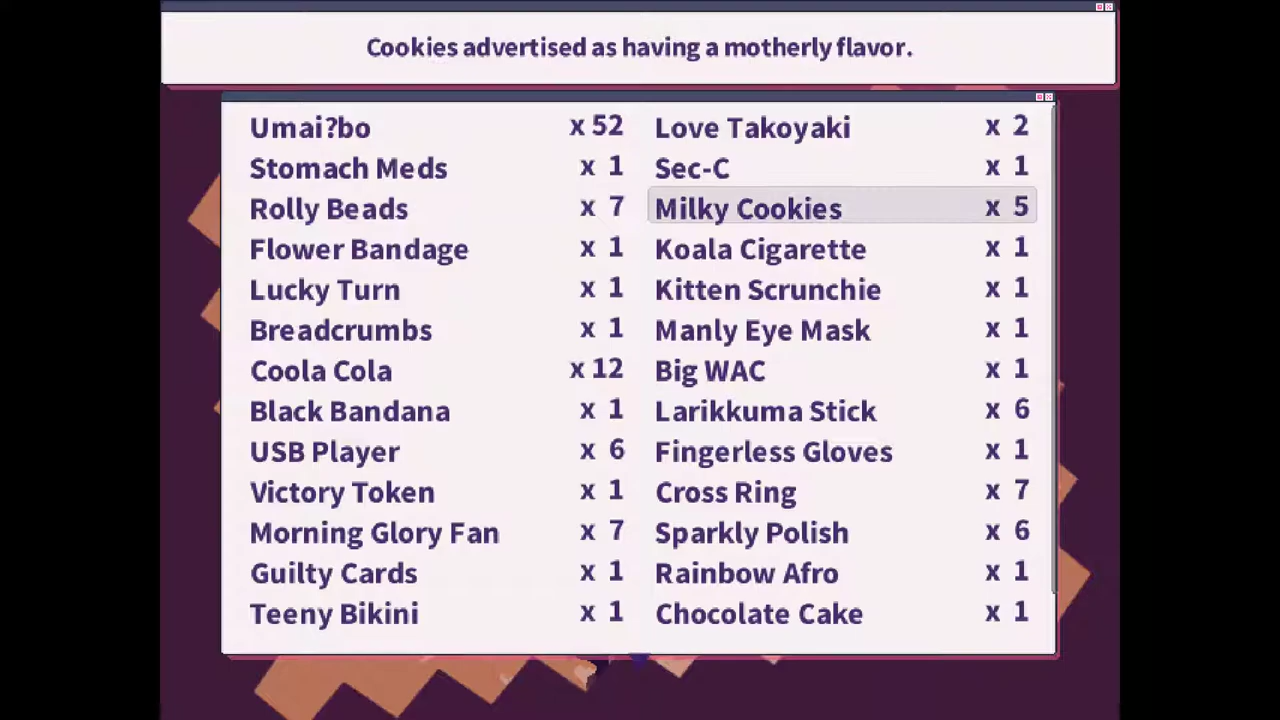 Cookies advertised as having a motherly flavor.
Umai?bo x 52 Love Takoyaki x 2
Stomach Meds x 1 Sec-C x 1
Rolly Beads x 7 Milky Cookies x 5
Flower Bandage x 1 Koala Cigarette x 1
Lucky Turn x 1 Kitten Scrunchie x 1
Breadcrumbs x 1 Manly Eye Mask x 1
Coola Cola x 12 Big WAC x 1
Black Bandana x 1 Larikkuma Stick x 6
USB Player x 6 Fingerless Gloves x 1
Victory Token x 1 Cross Ring x 7
Morning Glory Fan x 7 Sparkly Polish x 6
Guilty Cards x 1 Rainbow Afro x 1
Teeny Bikini x 1 Chocolate Cake x 1